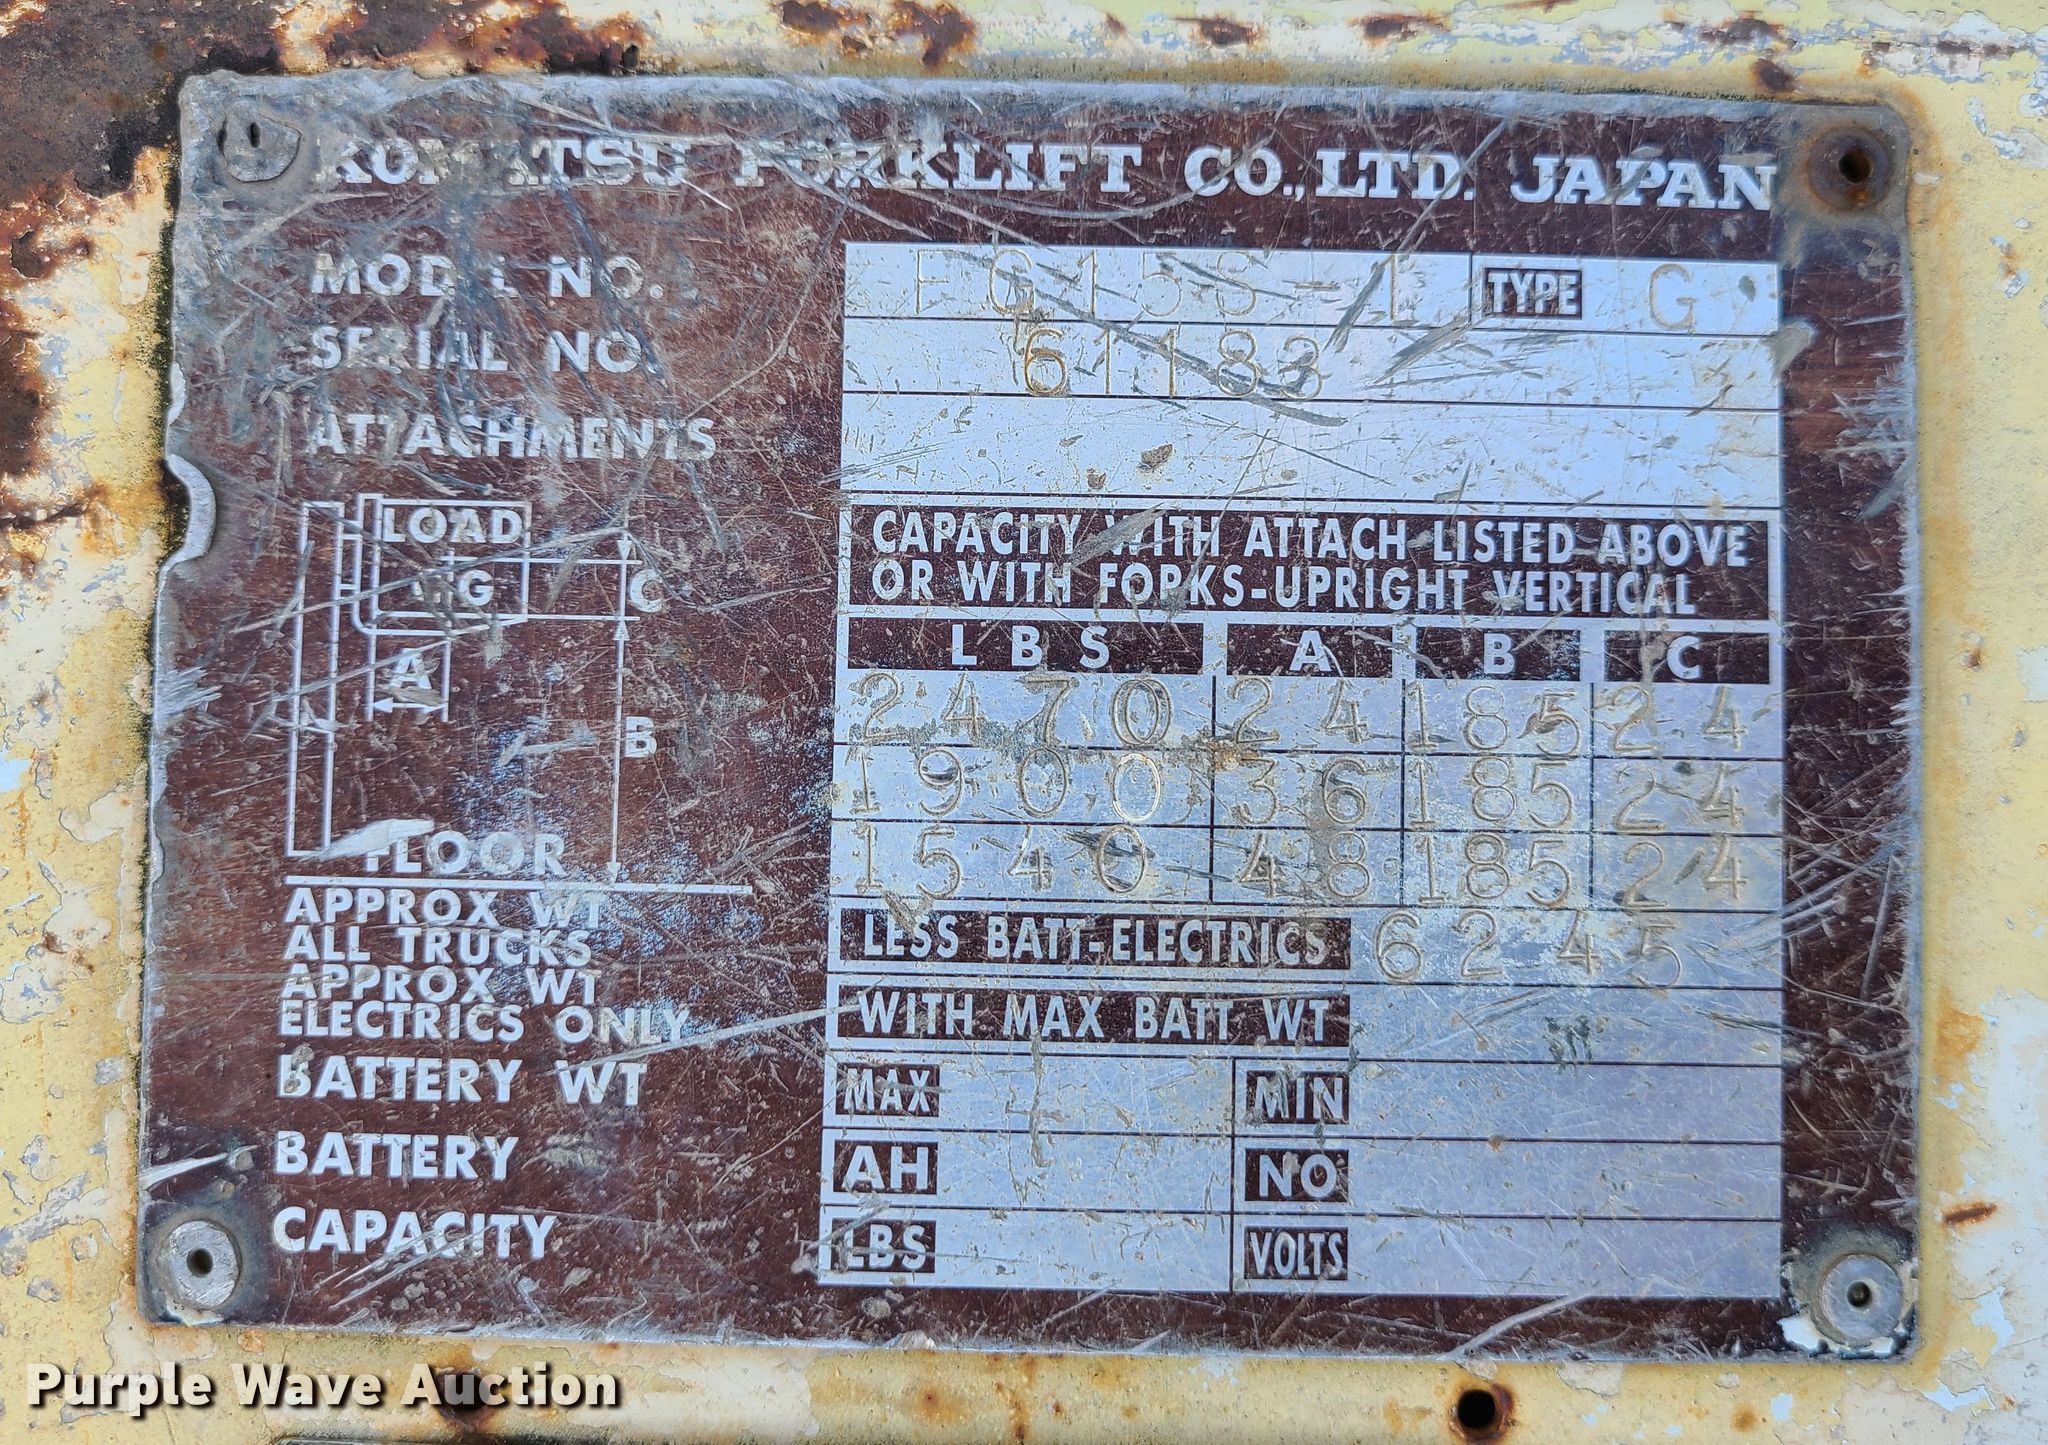 KOMATSU FORKLIFT CO., LTD. JAPAN
MODEL NO. FG15S-1 TYPE G
SERIAL NO. 61183
ATTACHMENTS
LOAD
CG
C
A
B
FLOOR
CAPACITY WITH ATTACH LISTED ABOVE
OR WITH FORKS-UPRIGHT VERTICAL
LBS A B C
2470 24 185 24
1900 36 185 24
1540 48 185 24
APPROX WT
ALL TRUCKS
LESS BATT-ELECTRICS 6245
APPROX WT
ELECTRICS ONLY
WITH MAX BATT WT
BATTERY WT MAX MIN
BATTERY AH NO
CAPACITY LBS VOLTS
Purple Wave Auction